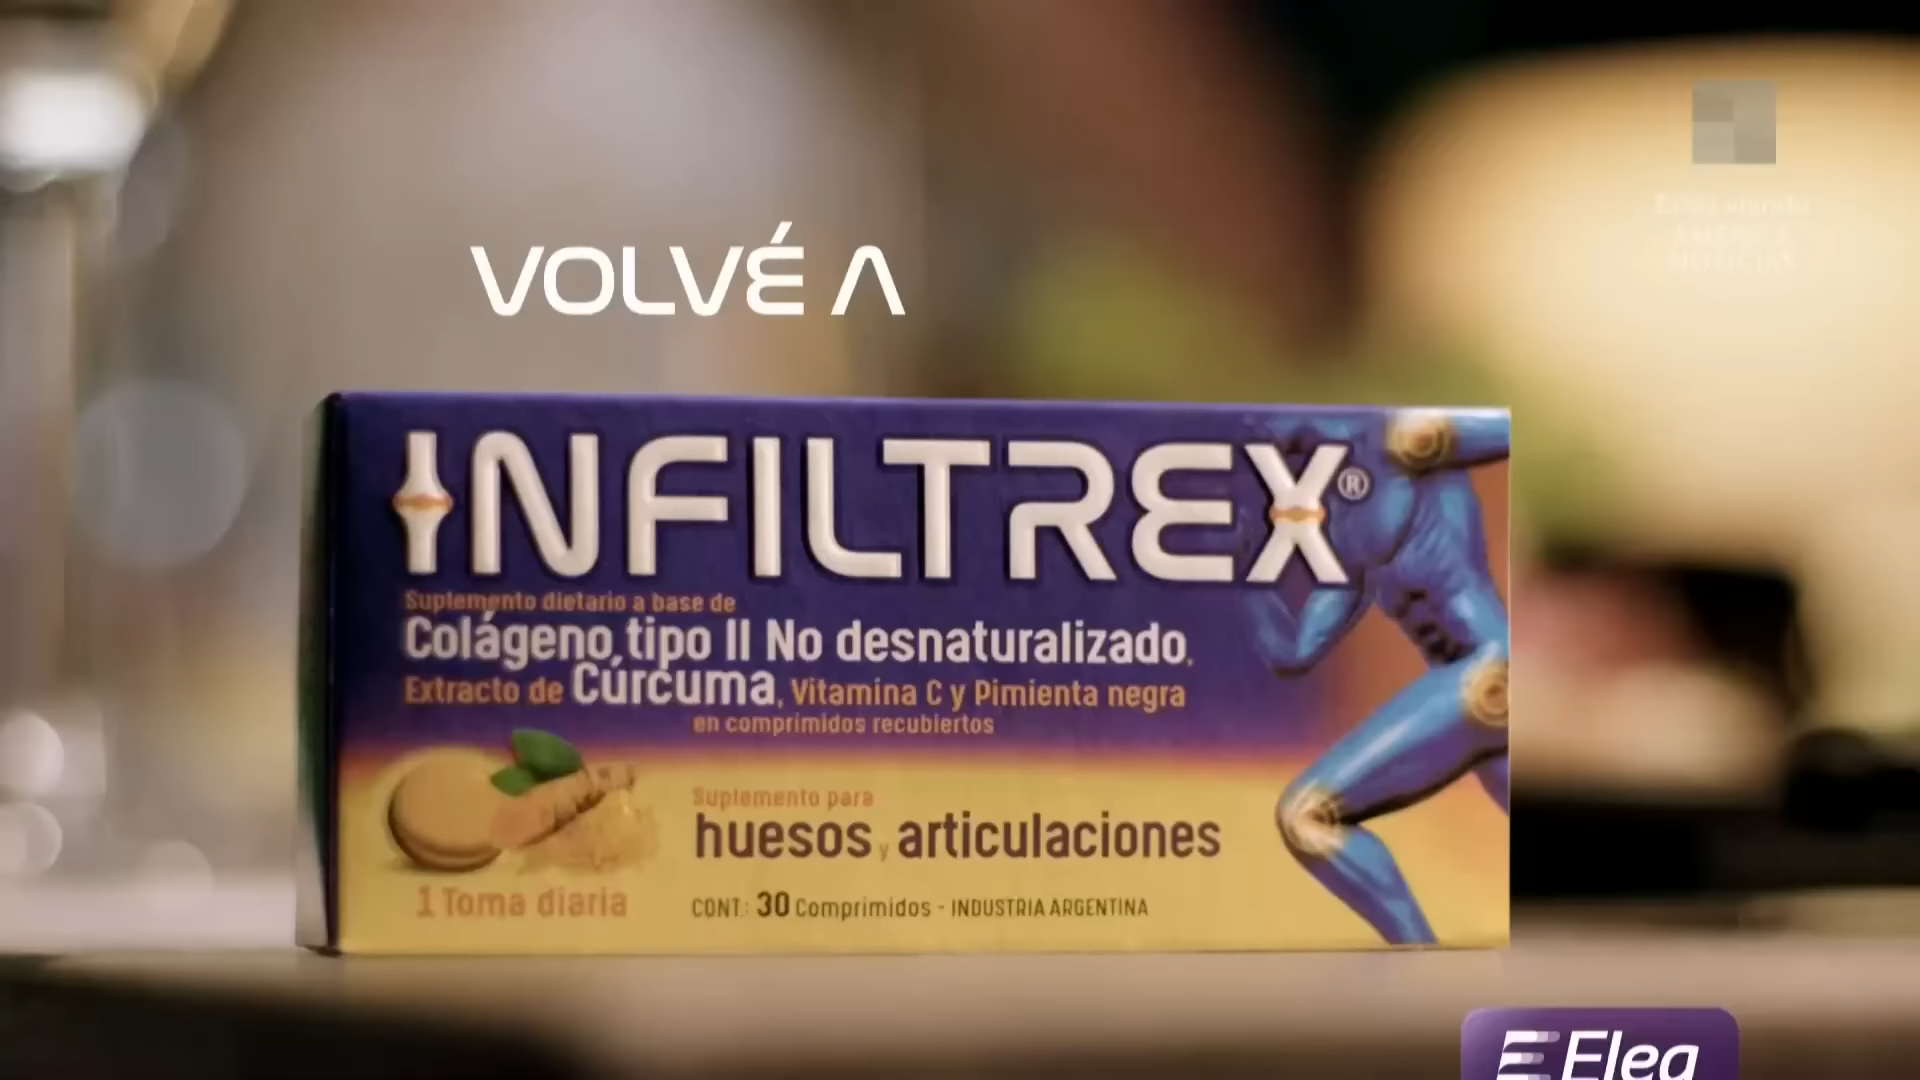 VOLVÉ A
INFILTREX®
Suplemento dietario a base de
Colágeno tipo II No desnaturalizado,
Extracto de Cúrcuma, Vitamina C y Pimienta negra
en comprimidos recubiertos
Suplemento para
huesos y articulaciones
1 Toma diaria
CONT.: 30 Comprimidos - INDUSTRIA ARGENTINA
Elea